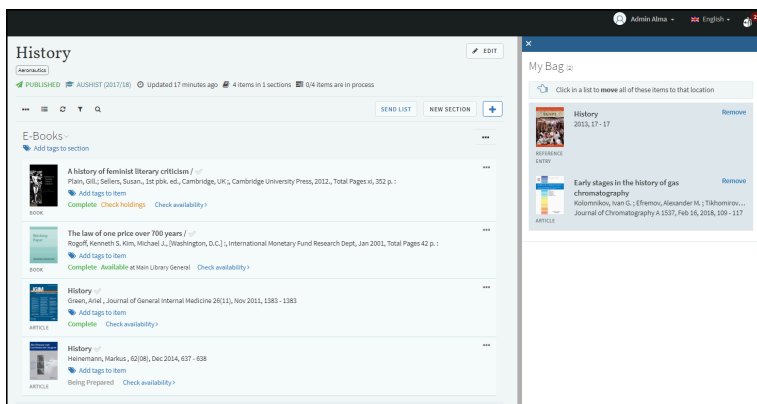 Admin Alma
English
2
History
EDIT
Aeronautics
PUBLISHED AUSHIST (2017/18) Updated 17 minutes ago 4 items in 1 sections 0/4 items are in process
SEND LIST NEW SECTION +
E-Books
Add tags to section
A history of feminist literary criticism /
Plain, Gill.; Sellers, Susan., 1st pbk. ed., Cambridge, UK ;, Cambridge University Press, 2012., Total Pages xi, 352 p. :
Add tags to item
Complete Check holdings Check availability >
BOOK
The law of one price over 700 years /
Rogoff, Kenneth S. Kim, Michael J., [Washington, D.C.] :, International Monetary Fund Research Dept, Jan 2001, Total Pages 42 p. :
Add tags to item
Complete Available at Main Library General Check availability >
BOOK
History
Green, Ariel , Journal of General Internal Medicine 26(11), Nov 2011, 1383 - 1383
Add tags to item
Complete Check availability >
ARTICLE
History
Heinemann, Markus , 62(08), Dec 2014, 637 - 638
Add tags to item
Being Prepared Check availability >
ARTICLE
My Bag (2)
Click in a list to move all of these items to that location
History
Remove
2013, 17 - 17
REFERENCE
ENTRY
Early stages in the history of gas
chromatography
Remove
Kolomnikov, Ivan G. ; Efremov, Alexander M. ; Tikhomirov...
Journal of Chromatography A 1537, Feb 16, 2018, 109 - 117
ARTICLE